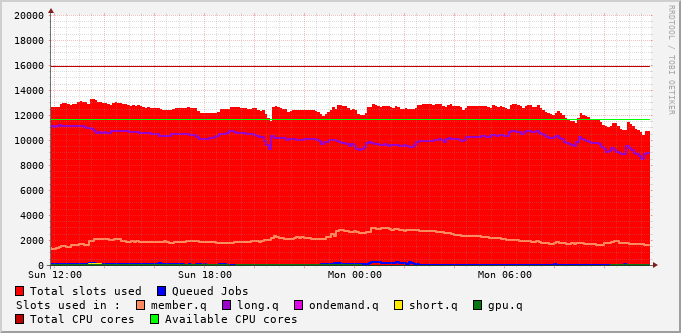 20000
18000
16000
14000
12000
10000
8000
6000
4000
2000
0
Sun 12:00 Sun 18:00 Mon 00:00 Mon 06:00
RRDTOOL / TOBI OETIKER
Total slots used Queued Jobs
Slots used in : member.q long.q ondemand.q short.q gpu.q
Total CPU cores Available CPU cores